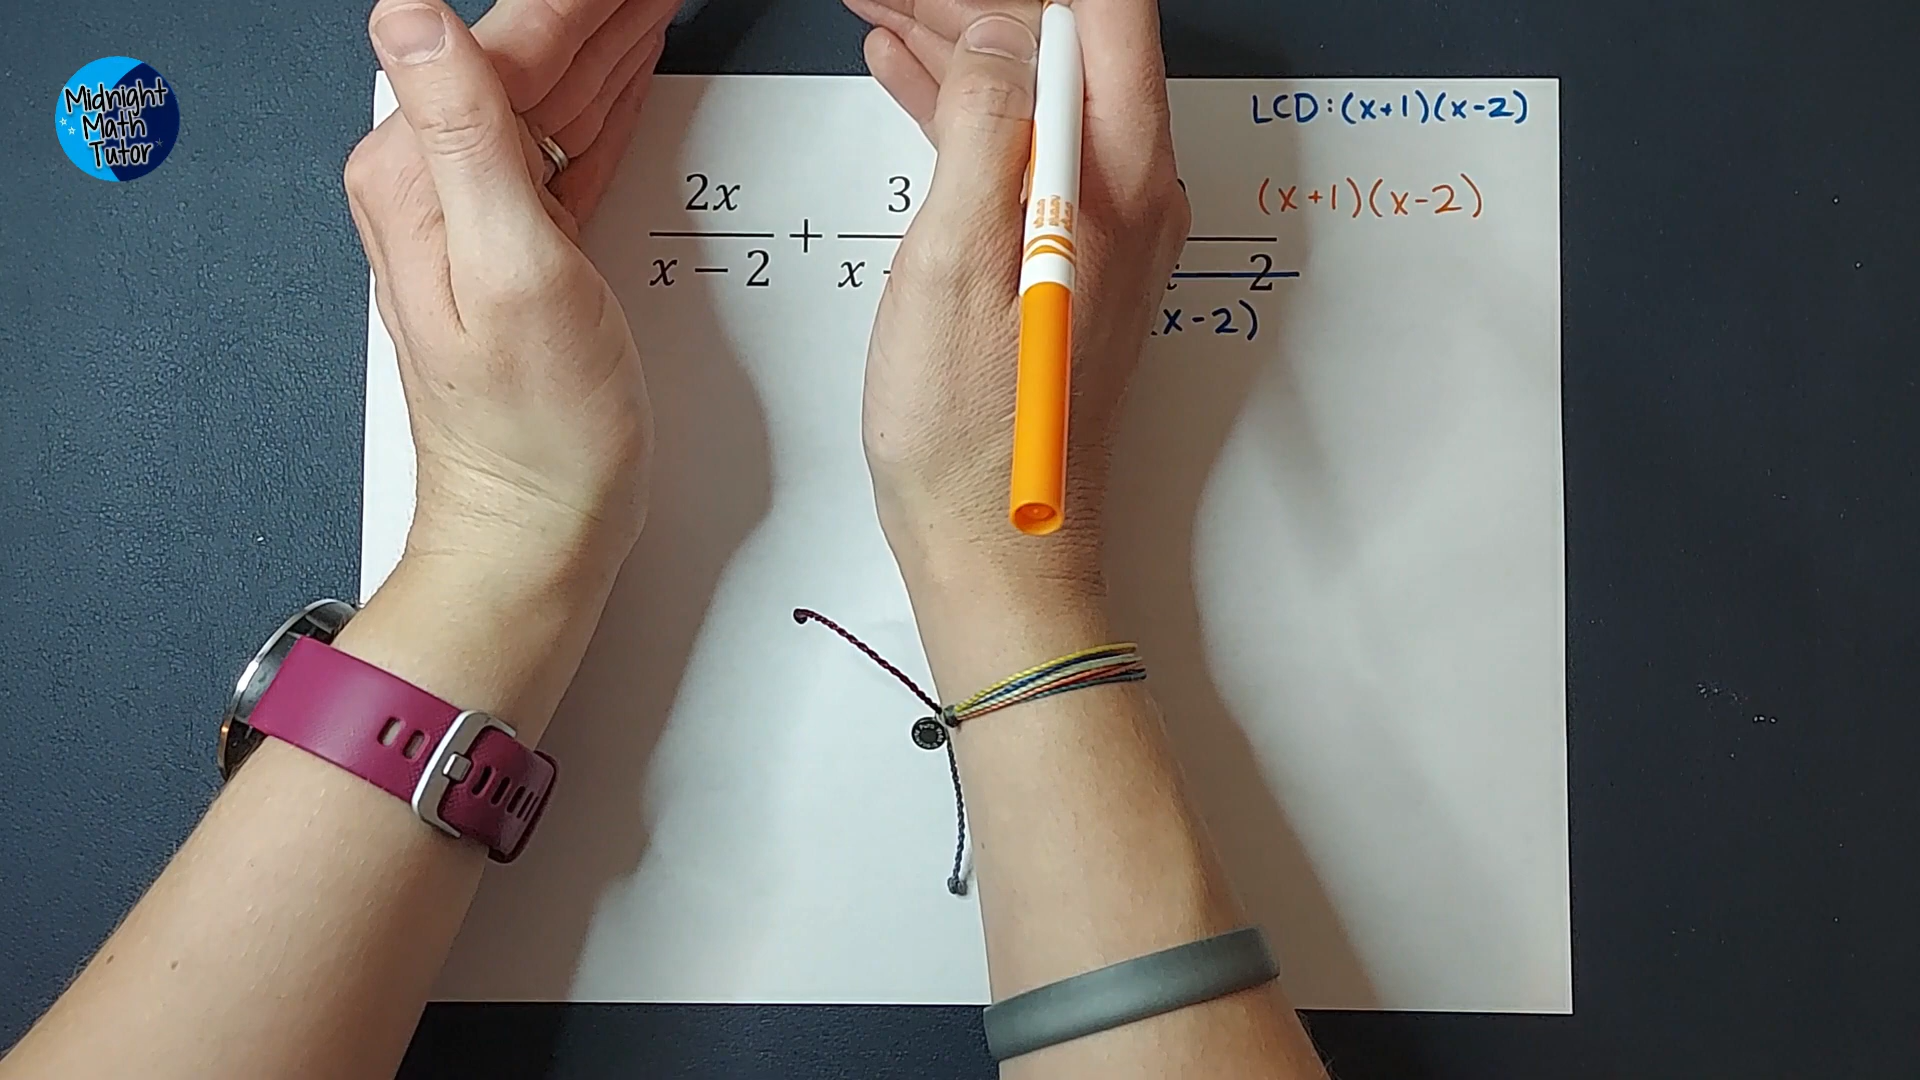 Midnight
Math
Tutor
LCD: (x+1)(x-2)
(x+1)(x-2)
2x 3
+
x − 2 x 2
x-2)